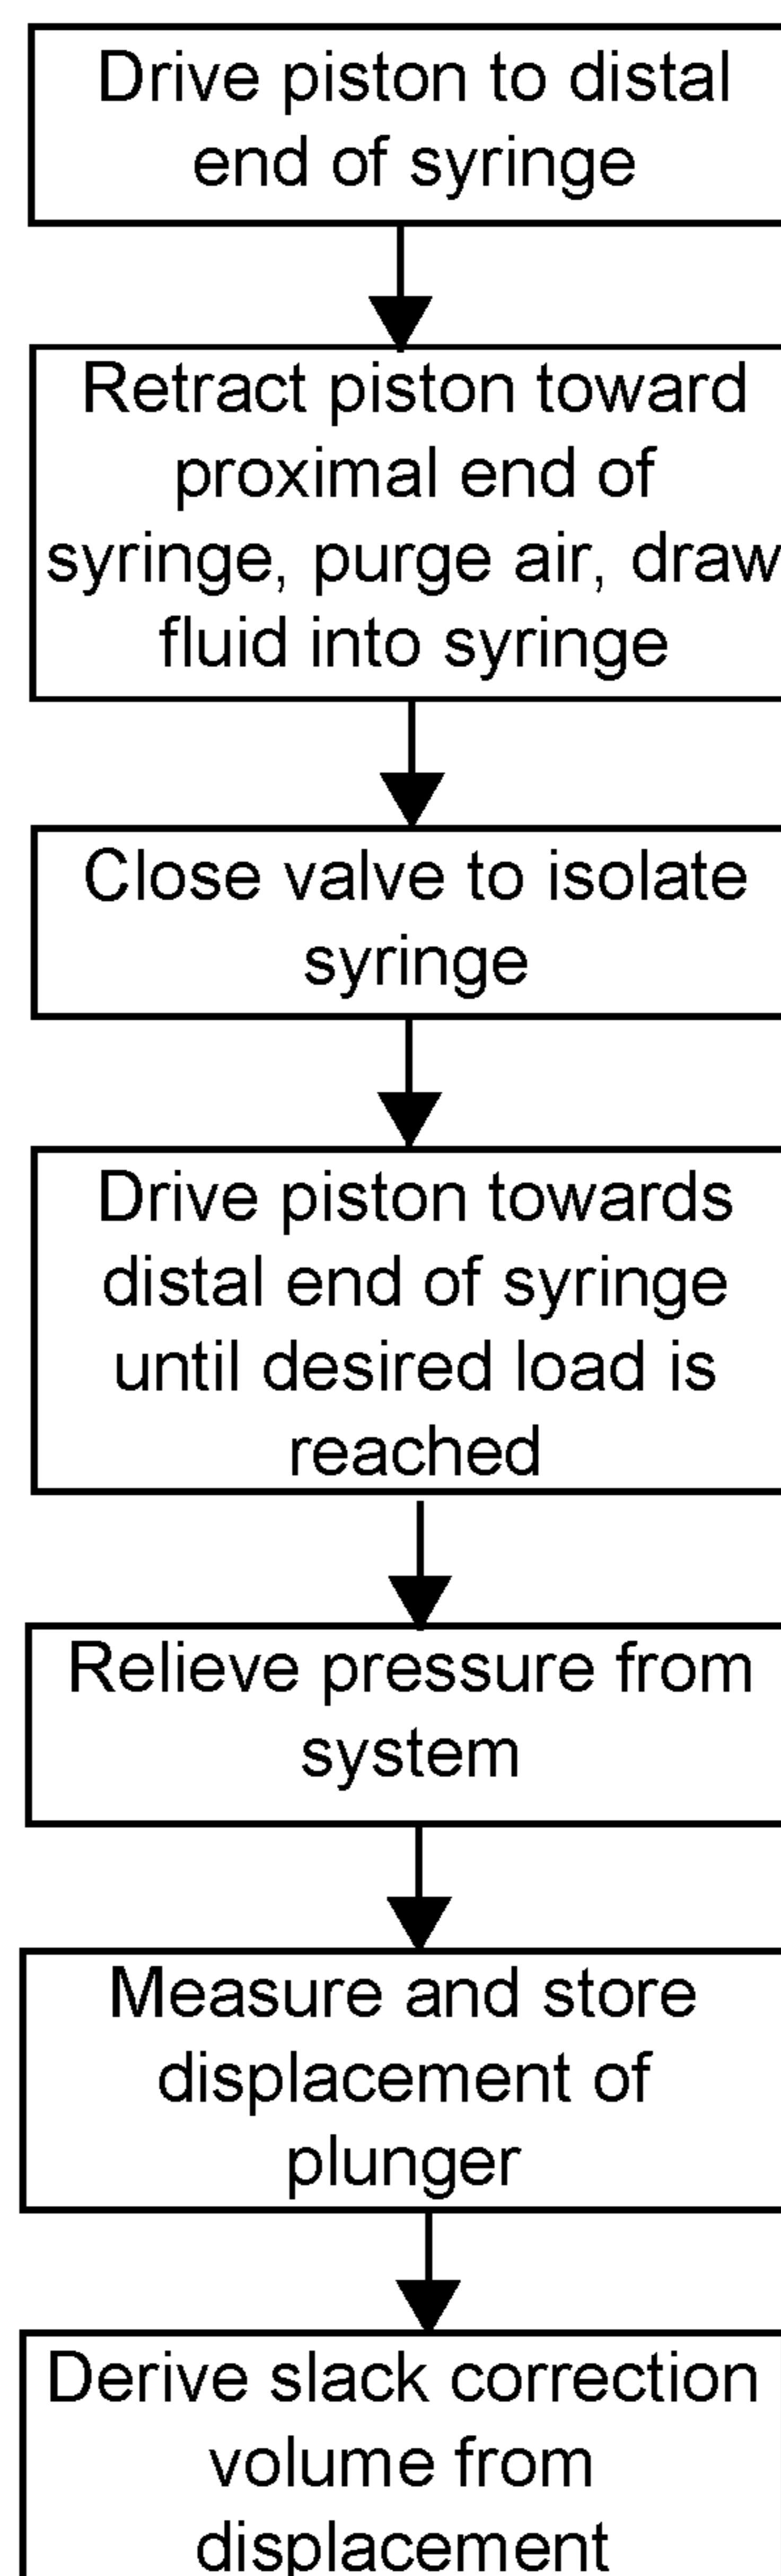 Drive piston to distal
end of syringe
Retract piston toward
proximal end of
syringe, purge air, draw
fluid into syringe
Close valve to isolate
syringe
Drive piston towards
distal end of syringe
until desired load is
reached
Relieve pressure from
system
Measure and store
displacement of
plunger
Derive slack correction
volume from
displacement